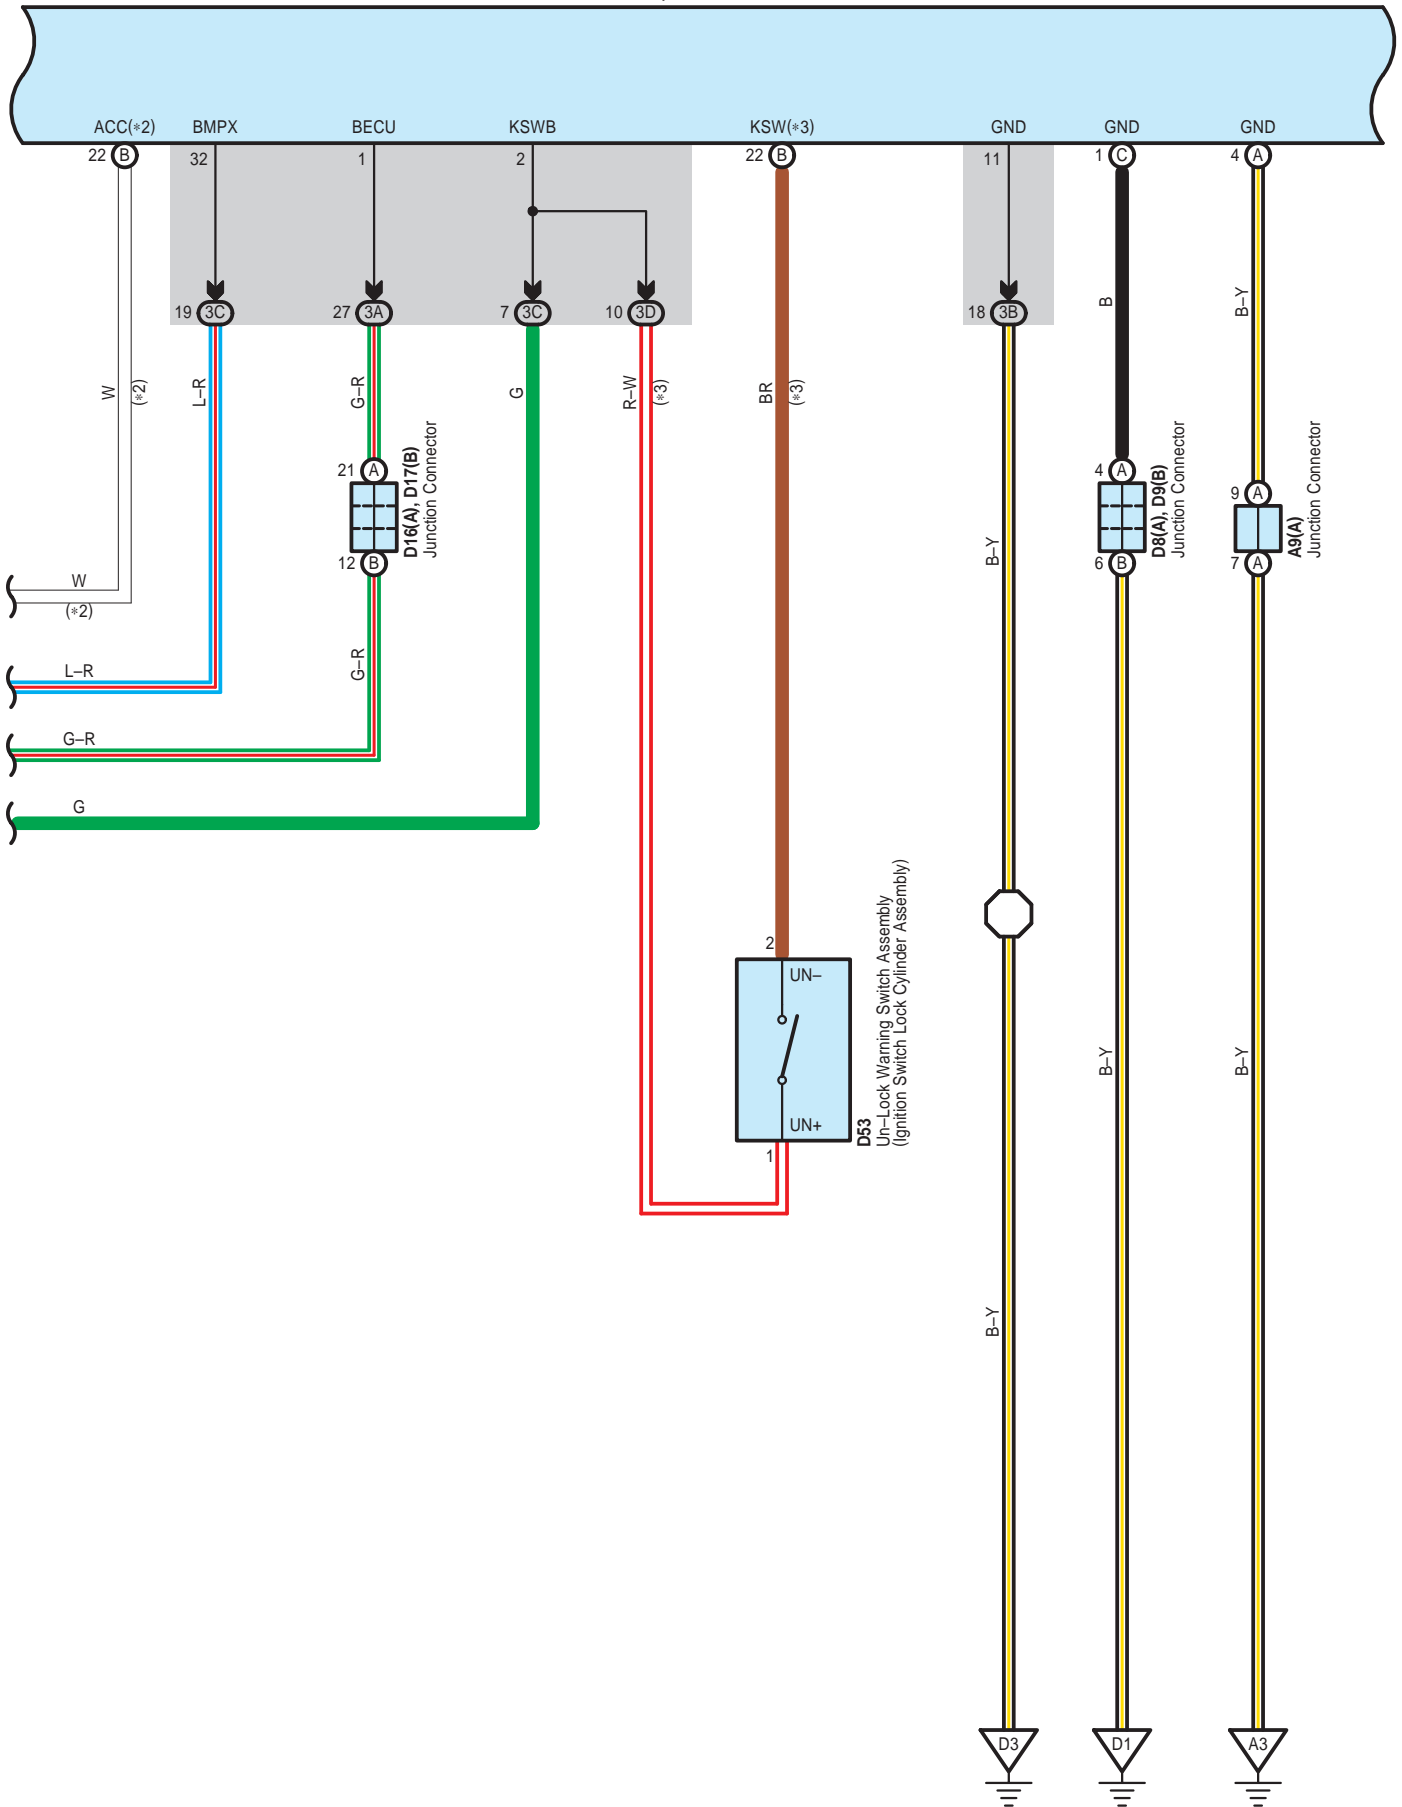 ACC(*2) BMPX BECU KSWB KSW(*3) GND GND GND
22 B 32 1 2 22 B 11 1 C 4 A
19 3C 27 3A 7 3C 10 3D 18 3B
W (*2) L–R G–R G R–W (*3) BR (*3) B B–Y
21 A
D16(A), D17(B)
Junction Connector
12 B
4 A
D8(A), D9(B)
Junction Connector
6 B
9 A
A9(A)
Junction Connector
7 A
B–Y
W
(*2)
L–R
G–R
G–R
G
2
UN–
UN+
1
D53
Un–Lock Warning Switch Assembly
(Ignition Switch Lock Cylinder Assembly)
B–Y B–Y
B–Y
D3 D1 A3